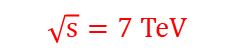 √s = 7 TeV